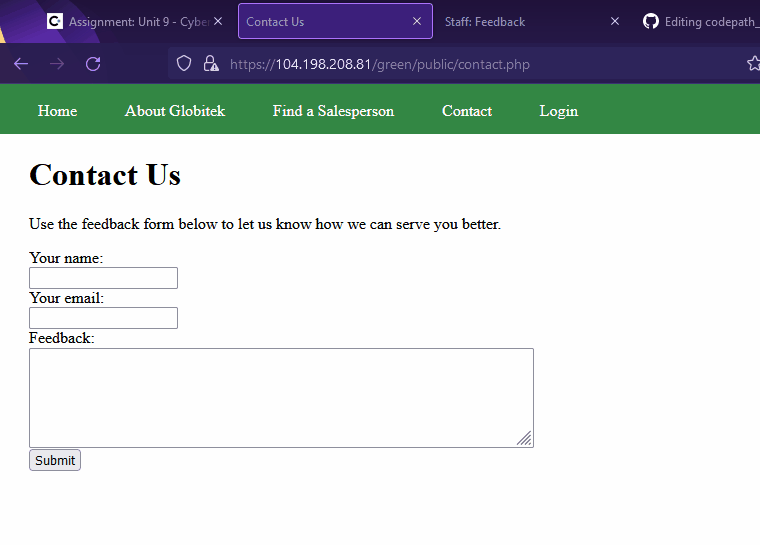 Assignment: Unit 9 - Cyber
Contact Us
Staff: Feedback
Editing codepath_
https://104.198.208.81/green/public/contact.php
Home About Globitek Find a Salesperson Contact Login
Contact Us
Use the feedback form below to let us know how we can serve you better.
Your name:
Your email:
Feedback:
Submit